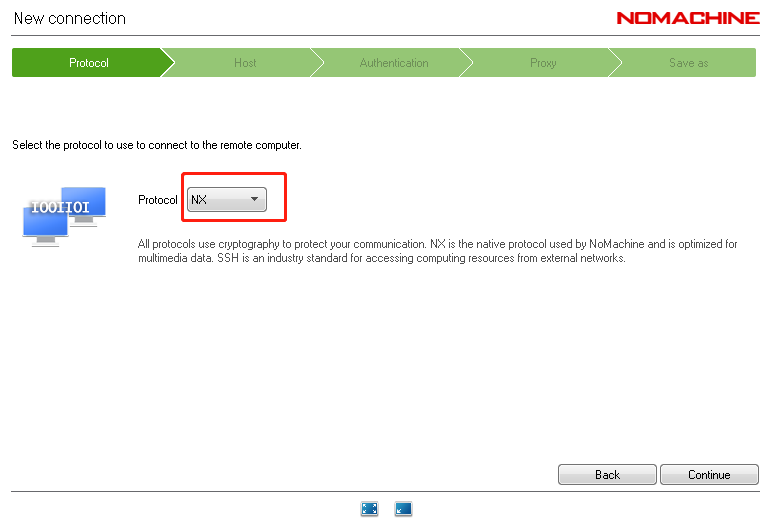 New connection
NOMACHINE
Protocol
Host
Authentication
Proxy
Save as
Select the protocol to use to connect to the remote computer.
IOOIIOI
Protocol
NX
All protocols use cryptography to protect your communication. NX is the native protocol used by NoMachine and is optimized for
multimedia data. SSH is an industry standard for accessing computing resources from external networks.
Back
Continue